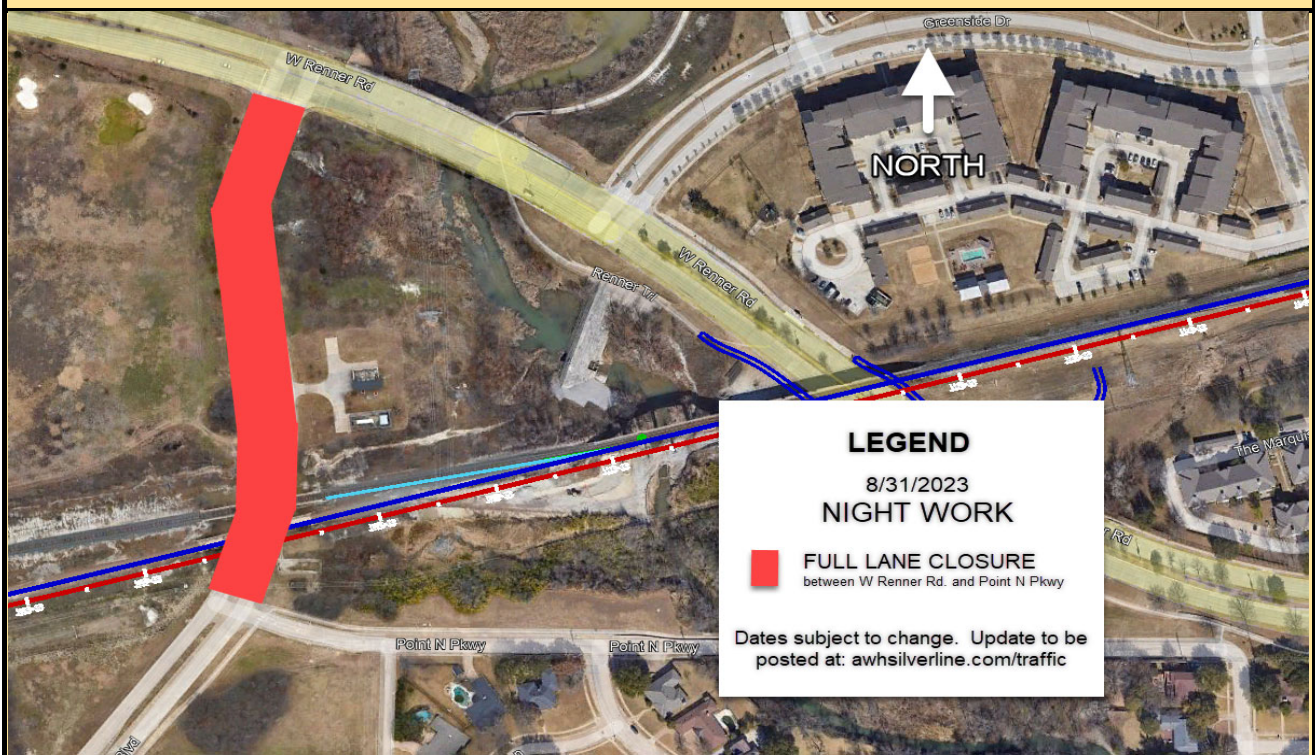 Greenside Dr
W Renner Rd
NORTH
W Renner Rd
Renner Trl
LEGEND
8/31/2023
NIGHT WORK
FULL LANE CLOSURE
between W Renner Rd. and Point N Pkwy
Dates subject to change. Update to be
posted at: awhsilverline.com/traffic
The Marqui
r Rd
Point N Pkwy
Point N Pkwy
Blvd